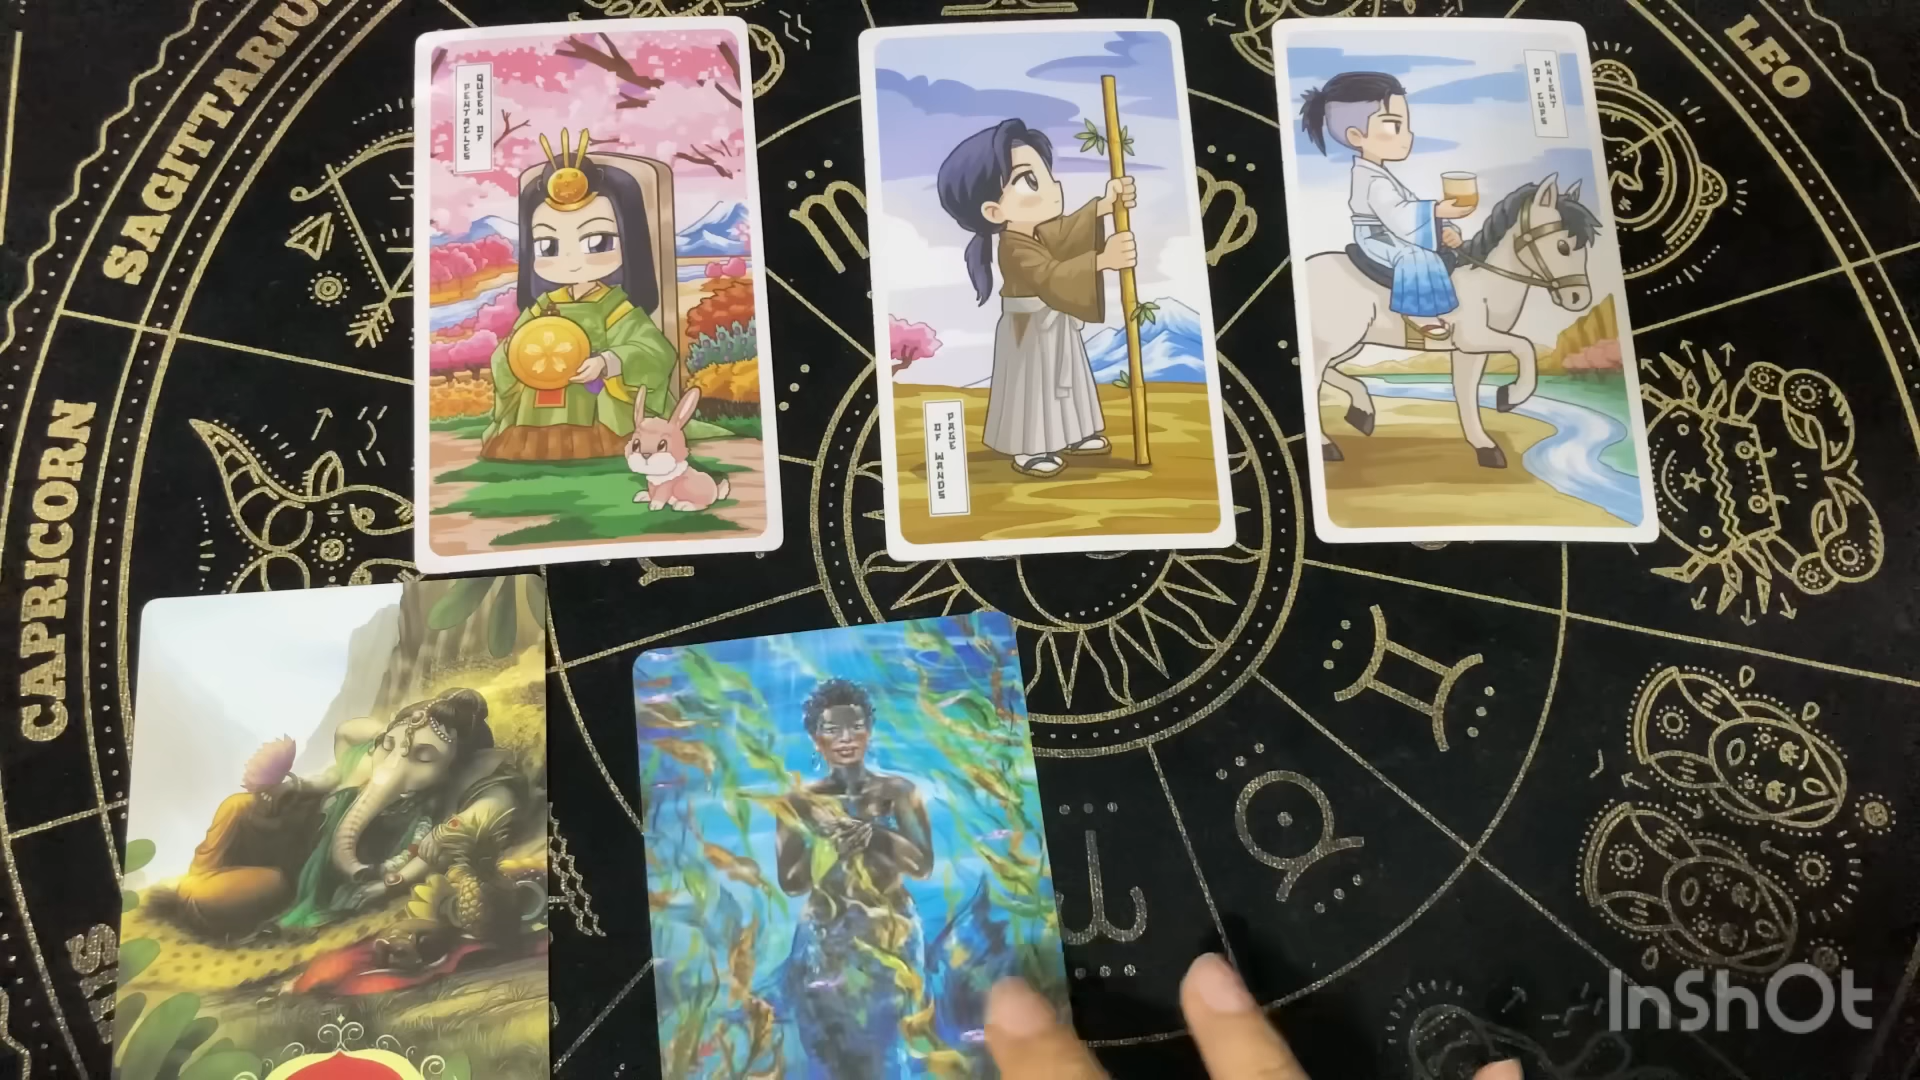 QUEEN OF
PENTACLES
PAGE
OF WANDS
KNIGHT
OF CUPS
SAGITTARIUS
LEO
CAPRICORN
InShOt